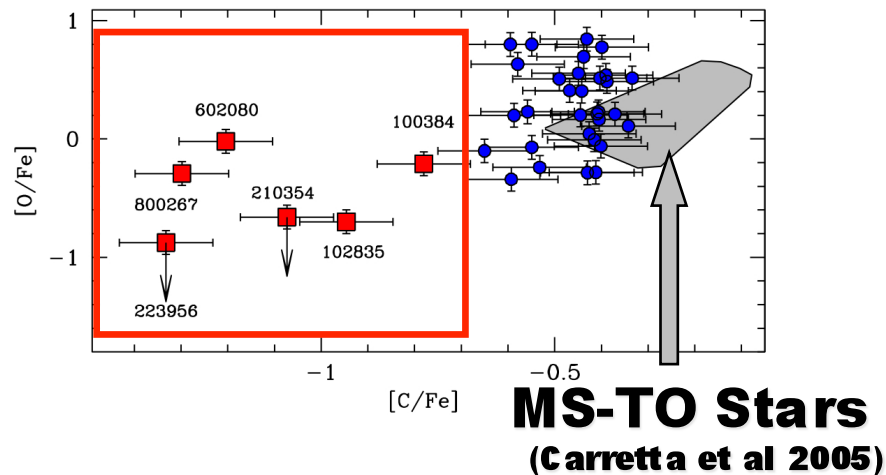 1
602080
100384
0
[O/Fe]
800267
210354
102835
-1
223956
-1
-0.5
[C/Fe]
MS-TO Stars
(Carretta et al 2005)